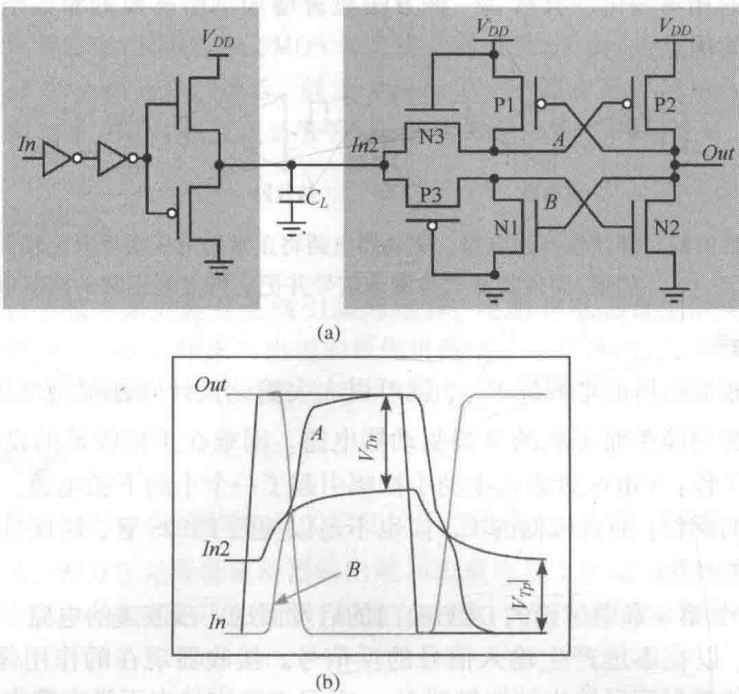 V_DD V_DD V_DD
P1 P2
In In2 N3 A Out
P3 B
C_L N1 N2
(a)
Out
A
V_Tn
In2
B
V_Tp
In
(b)